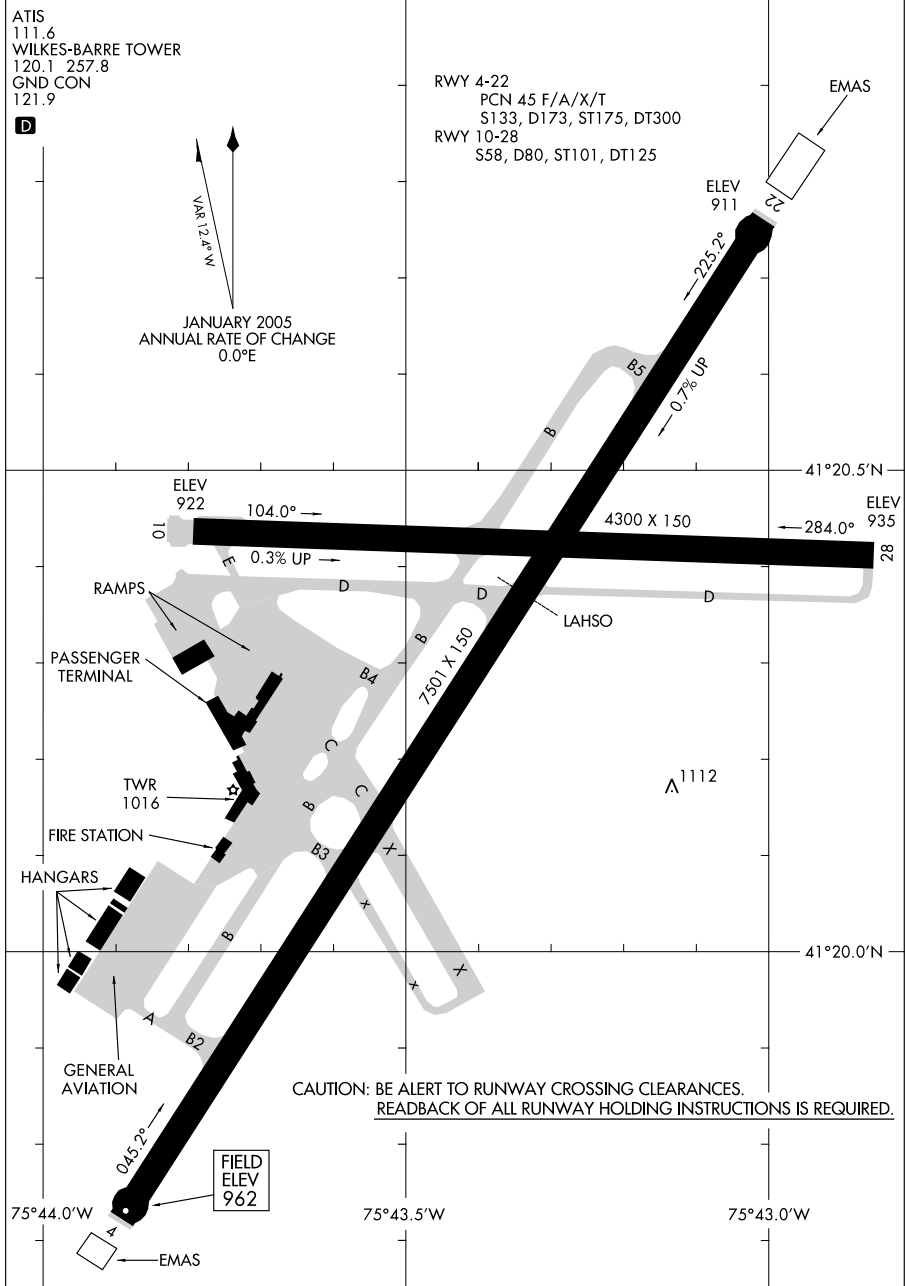 ATIS
111.6
WILKES-BARRE TOWER
120.1 257.8
GND CON
121.9
D
VAR 12.4° W
JANUARY 2005
ANNUAL RATE OF CHANGE
0.0°E
RWY 4-22
PCN 45 F/A/X/T
S133, D173, ST175, DT300
RWY 10-28
S58, D80, ST101, DT125
EMAS
22
ELEV
911
225.2°
0.7% UP
B5
B
41°20.5'N
ELEV
922
10
104.0°
0.3% UP
4300 X 150
284.0°
ELEV
935
28
E
D
D
D
LAHSO
RAMPS
PASSENGER
TERMINAL
B
B4
7501 X 150
C
C
TWR
1016
1112
B
B3
X
X
X
X
FIRE STATION
HANGARS
B
A
B2
41°20.0'N
GENERAL
AVIATION
CAUTION: BE ALERT TO RUNWAY CROSSING CLEARANCES.
READBACK OF ALL RUNWAY HOLDING INSTRUCTIONS IS REQUIRED.
045.2°
FIELD
ELEV
962
75°44.0'W
75°43.5'W
75°43.0'W
4
EMAS